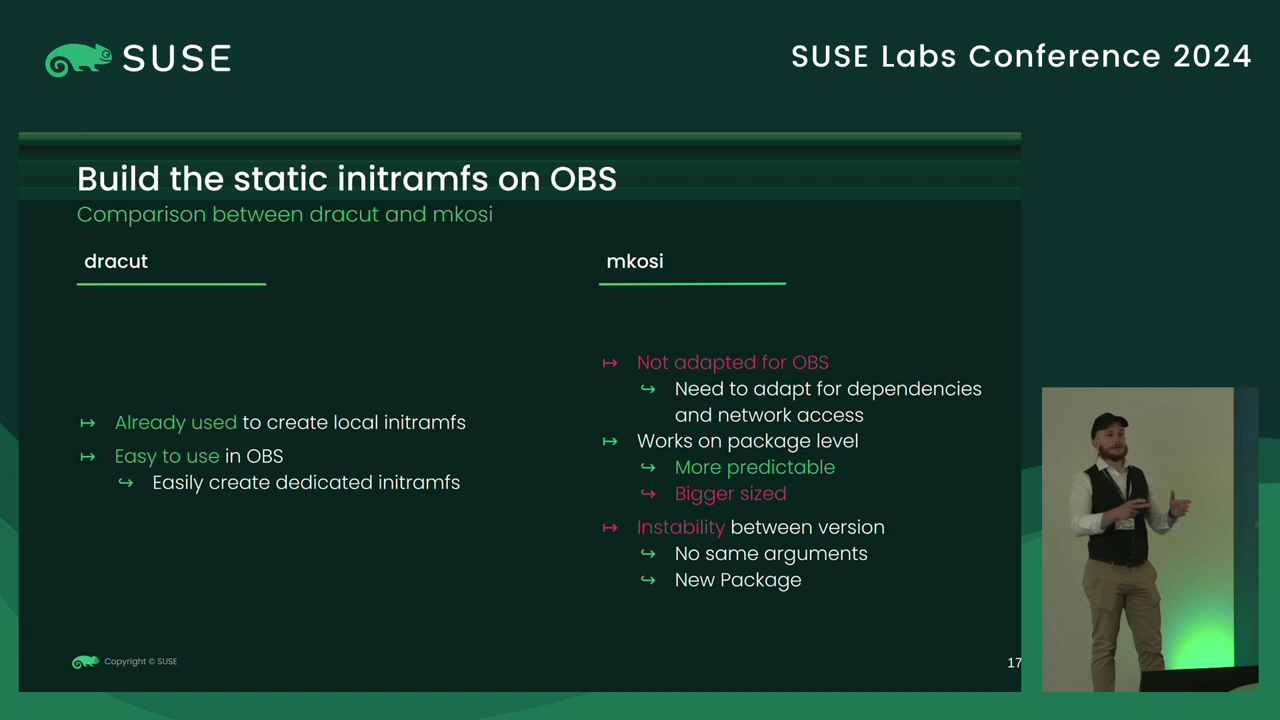 SUSE
SUSE Labs Conference 2024
Build the static initramfs on OBS
Comparison between dracut and mkosi
dracut
↦ Already used to create local initramfs
↦ Easy to use in OBS
↪ Easily create dedicated initramfs
mkosi
↦ Not adapted for OBS
↪ Need to adapt for dependencies
and network access
↦ Works on package level
↪ More predictable
↪ Bigger sized
↦ Instability between version
↪ No same arguments
↪ New Package
Copyright © SUSE
17